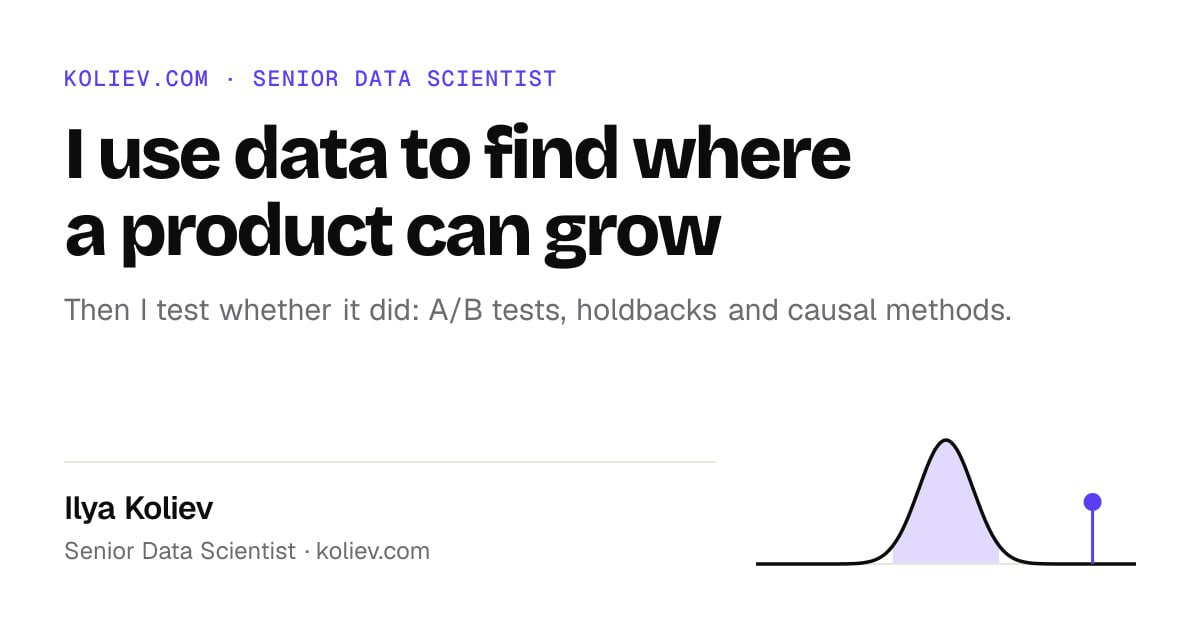 KOLIEV.COM · SENIOR DATA SCIENTIST
I use data to find where
a product can grow
Then I test whether it did: A/B tests, holdbacks and causal methods.
Ilya Koliev
Senior Data Scientist · koliev.com